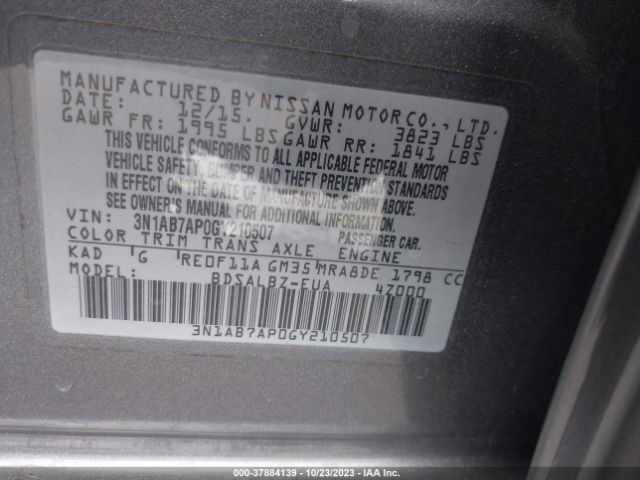 MANUFACTURED BY NISSAN MOTOR CO., LTD.
DATE: 12/15. GVWR: 3823 LBS
GAWR FR: 1995 LBS GAWR RR: 1841 LBS
THIS VEHICLE CONFORMS TO ALL APPLICABLE FEDERAL MOTOR
VEHICLE SAFETY, BUMPER AND THEFT PREVENTION STANDARDS
IN EFFECT ON THE DATE OF MANUFACTURE SHOWN ABOVE.
SEE OWNER'S MANUAL FOR ADDITIONAL INFORMATION.
VIN: 3N1AB7AP0GY210507 PASSENGER CAR.
COLOR TRIM TRANS AXLE ENGINE
KAD G RE0F11A GM35 MRA8DE 1798 CC
MODEL: BDSALBZ-EUA 4Z000
3N1AB7AP0GY210507
000-37884139 - 10/23/2023 - IAA Inc.